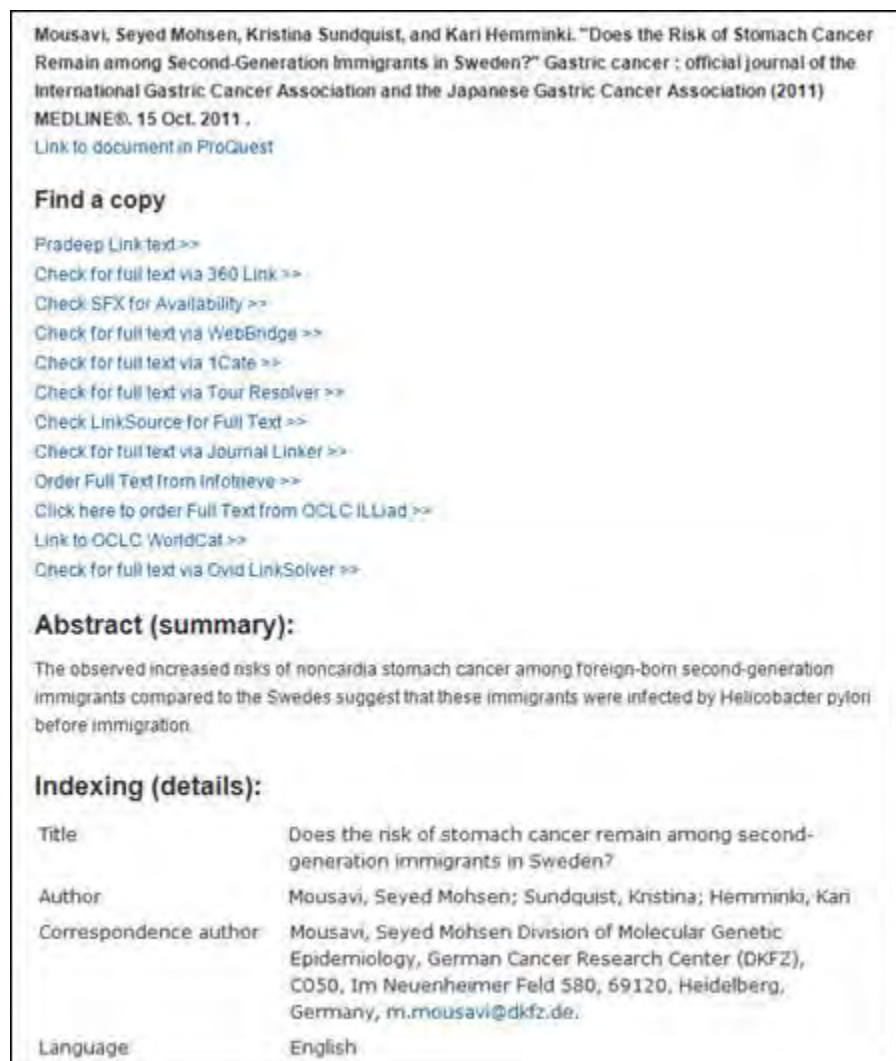 Mousavi, Seyed Mohsen, Kristina Sundquist, and Kari Hemminki. "Does the Risk of Stomach Cancer
Remain among Second-Generation Immigrants in Sweden?" Gastric cancer : official journal of the
International Gastric Cancer Association and the Japanese Gastric Cancer Association (2011)
MEDLINE®. 15 Oct. 2011 .
Link to document in ProQuest
Find a copy
Pradeep Link text >>
Check for full text via 360 Link >>
Check SFX for Availability >>
Check for full text via WebBridge >>
Check for full text via 1Cate >>
Check for full text via Tour Resolver >>
Check LinkSource for Full Text >>
Check for full text via Journal Linker >>
Order Full Text from Infotrieve >>
Click here to order Full Text from OCLC ILLiad >>
Link to OCLC WorldCat >>
Check for full text via Ovid LinkSolver >>
Abstract (summary):
The observed increased risks of noncardia stomach cancer among foreign-born second-generation
immigrants compared to the Swedes suggest that these immigrants were infected by Helicobacter pylori
before immigration.
Indexing (details):
Title Does the risk of stomach cancer remain among second-
generation immigrants in Sweden?
Author Mousavi, Seyed Mohsen; Sundquist, Kristina; Hemminki, Kari
Correspondence author Mousavi, Seyed Mohsen Division of Molecular Genetic
Epidemiology, German Cancer Research Center (DKFZ),
C050, Im Neuenheimer Feld 580, 69120, Heidelberg,
Germany, m.mousavi@dkfz.de.
Language English